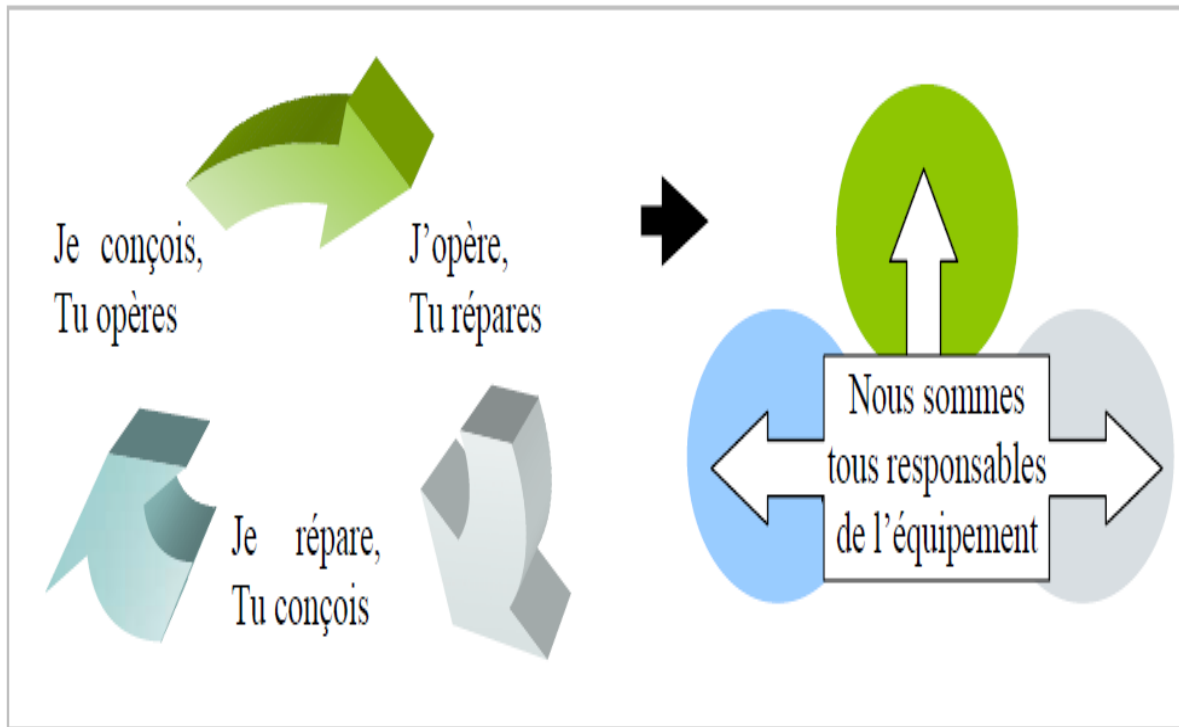 Je conçois,
Tu opères
J’opère,
Tu répares
Je répare,
Tu conçois
Nous sommes
tous responsables
de l’équipement